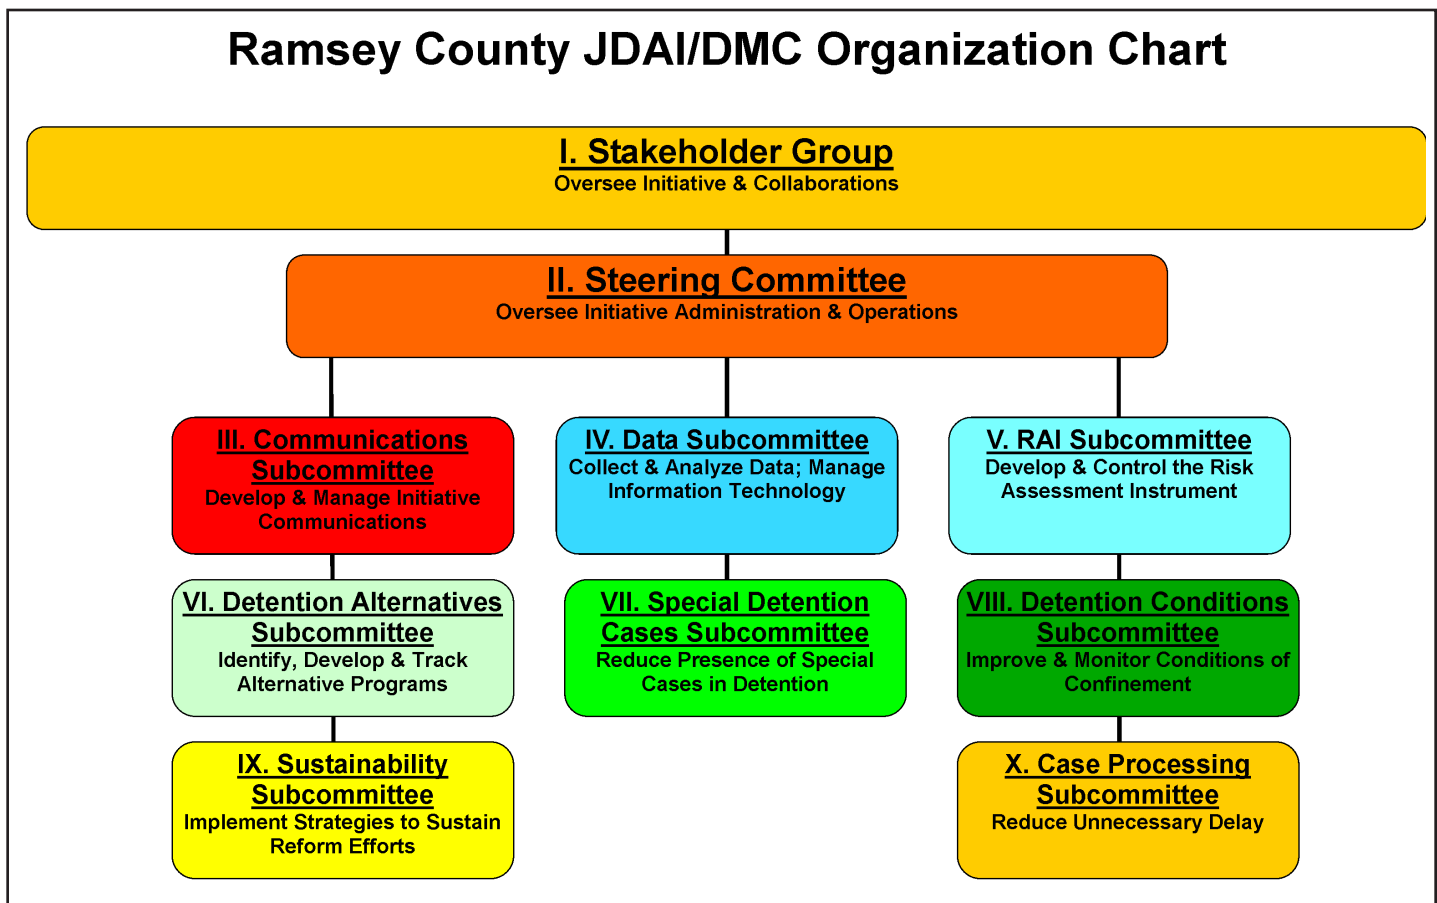 Ramsey County JDAI/DMC Organization Chart
I. Stakeholder Group
Oversee Initiative & Collaborations
II. Steering Committee
Oversee Initiative Administration & Operations
III. Communications
Subcommittee
Develop & Manage Initiative
Communications
IV. Data Subcommittee
Collect & Analyze Data; Manage
Information Technology
V. RAI Subcommittee
Develop & Control the Risk
Assessment Instrument
VI. Detention Alternatives
Subcommittee
Identify, Develop & Track
Alternative Programs
VII. Special Detention
Cases Subcommittee
Reduce Presence of Special
Cases in Detention
VIII. Detention Conditions
Subcommittee
Improve & Monitor Conditions of
Confinement
IX. Sustainability
Subcommittee
Implement Strategies to Sustain
Reform Efforts
X. Case Processing
Subcommittee
Reduce Unnecessary Delay